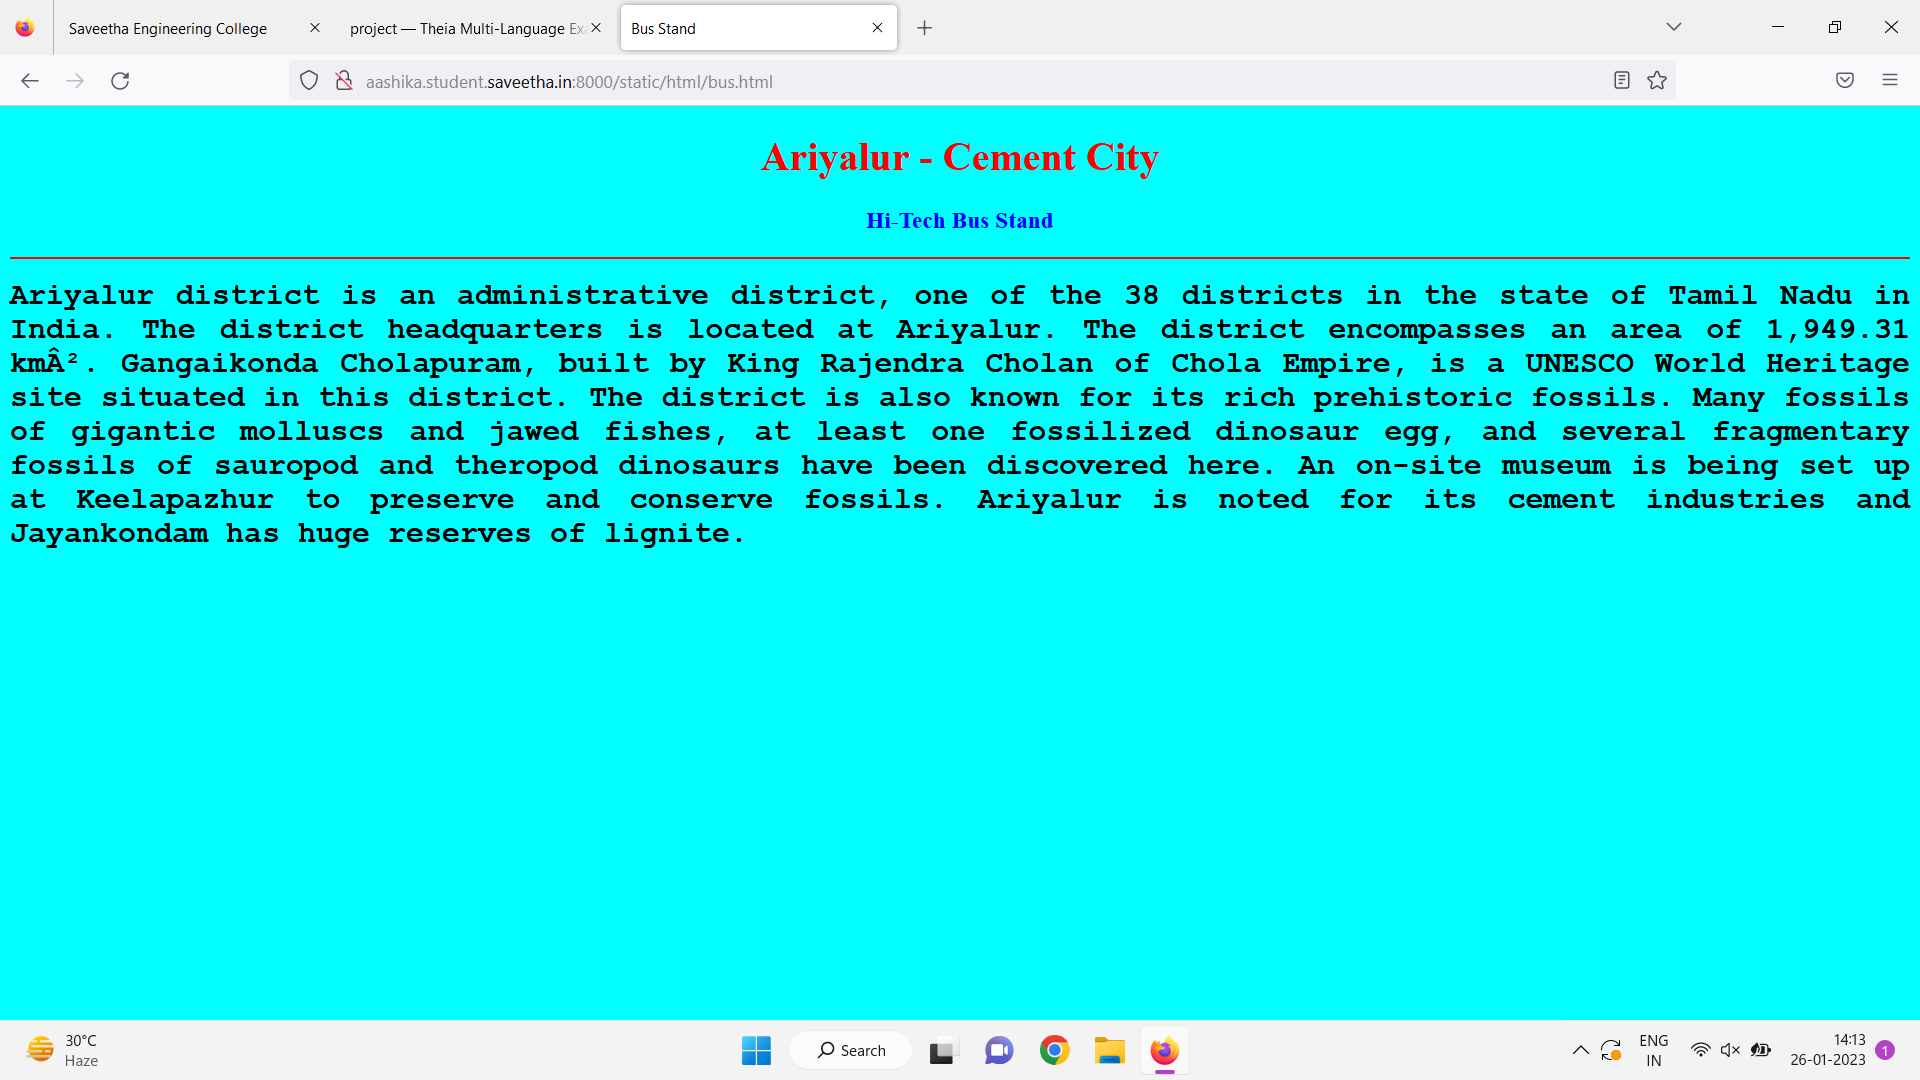 Saveetha Engineering College
project — Theia Multi-Language Exa
Bus Stand
aashika.student.saveetha.in:8000/static/html/bus.html
Ariyalur - Cement City
Hi-Tech Bus Stand
Ariyalur district is an administrative district, one of the 38 districts in the state of Tamil Nadu in
India. The district headquarters is located at Ariyalur. The district encompasses an area of 1,949.31
kmÂ². Gangaikonda Cholapuram, built by King Rajendra Cholan of Chola Empire, is a UNESCO World Heritage
site situated in this district. The district is also known for its rich prehistoric fossils. Many fossils
of gigantic molluscs and jawed fishes, at least one fossilized dinosaur egg, and several fragmentary
fossils of sauropod and theropod dinosaurs have been discovered here. An on-site museum is being set up
at Keelapazhur to preserve and conserve fossils. Ariyalur is noted for its cement industries and
Jayankondam has huge reserves of lignite.
30°C
Haze
Search
ENG
IN
14:13
26-01-2023
1